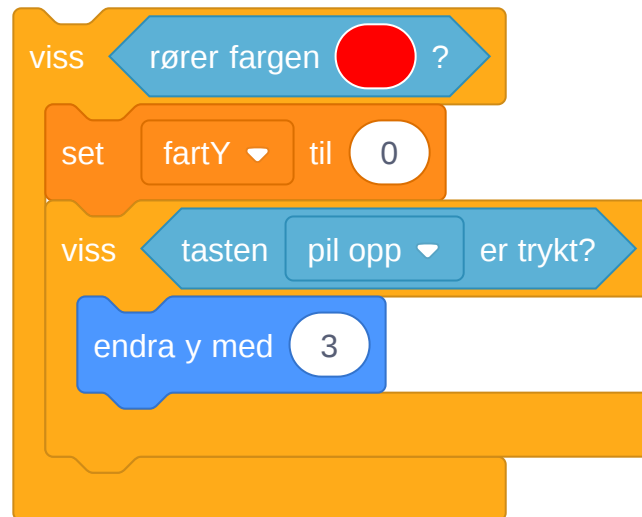 viss rører fargen ?
set fartY til 0
viss tasten pil opp er trykt?
endra y med 3